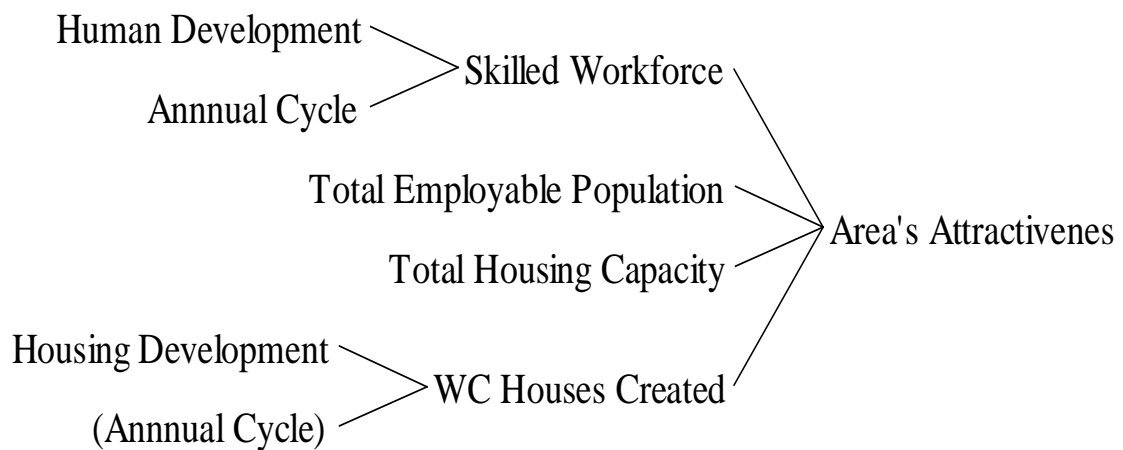 Human Development
Skilled Workforce
Annnual Cycle
Total Employable Population
Area's Attractivenes
Total Housing Capacity
Housing Development
WC Houses Created
(Annnual Cycle)